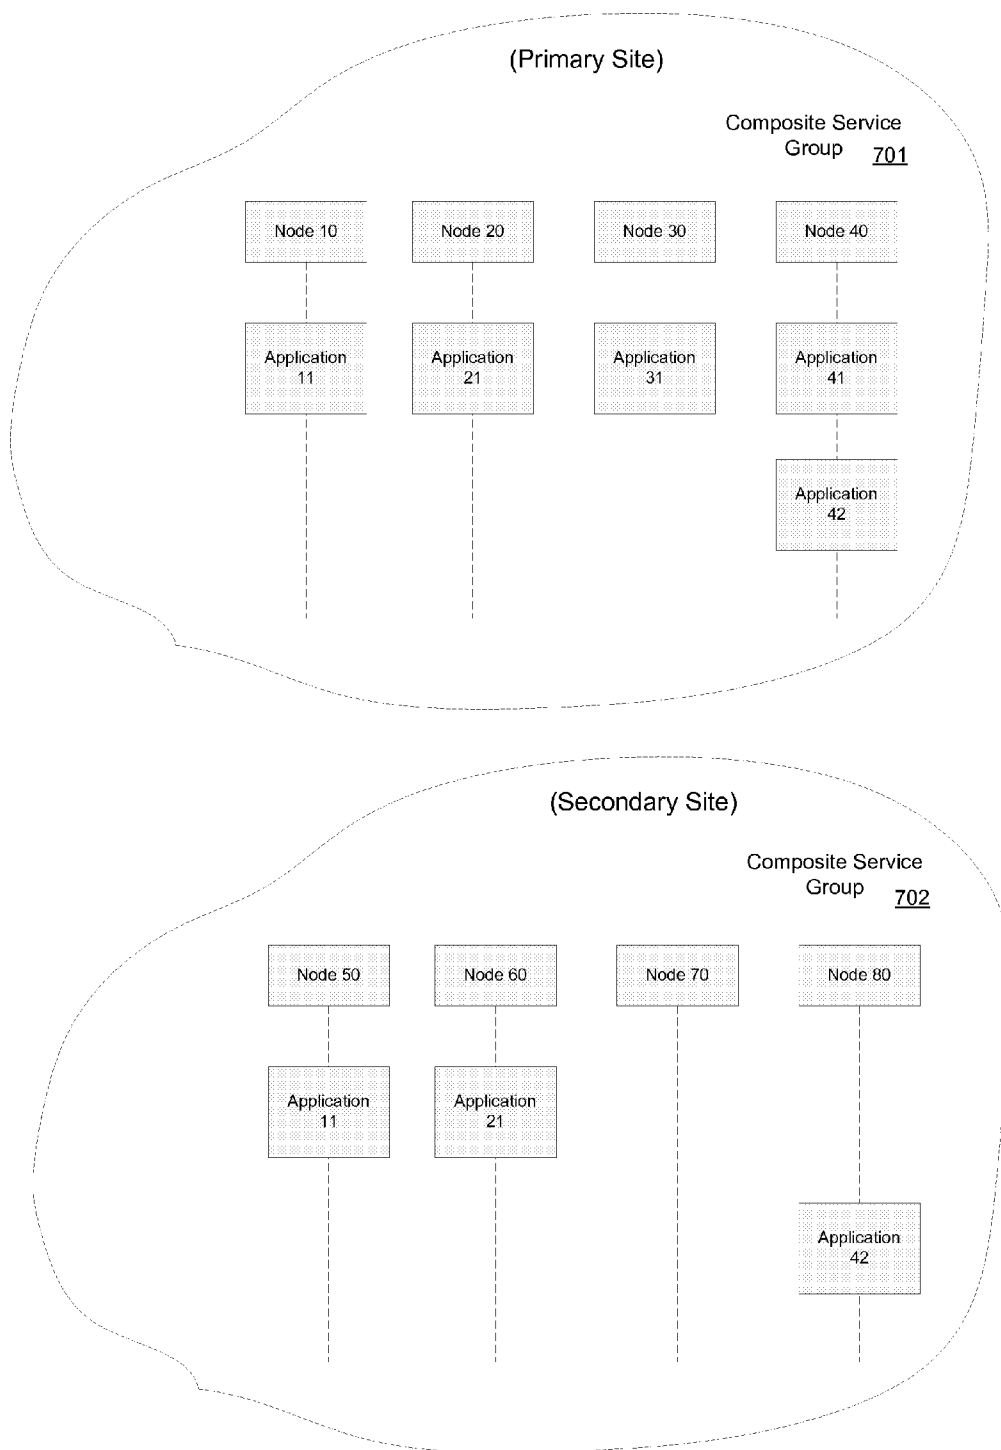 (Primary Site)
Composite Service
Group 701
Node 10
Node 20
Node 30
Node 40
Application
11
Application
21
Application
31
Application
41
Application
42
(Secondary Site)
Composite Service
Group 702
Node 50
Node 60
Node 70
Node 80
Application
11
Application
21
Application
42